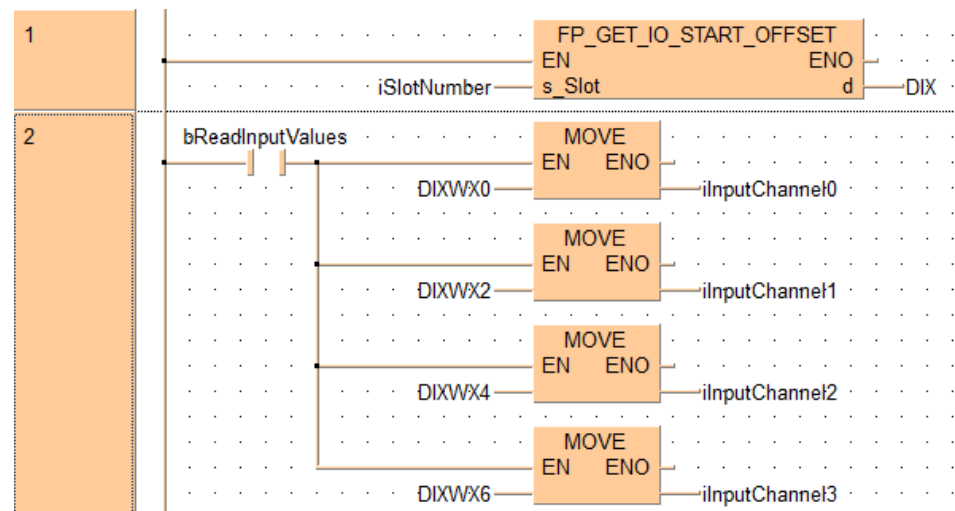 1
FP_GET_IO_START_OFFSET
EN ENO
iSlotNumber s_Slot d DIX
2
bReadInputValues MOVE
EN ENO
DIXWX0 iInputChannel0
MOVE
EN ENO
DIXWX2 iInputChannel1
MOVE
EN ENO
DIXWX4 iInputChannel2
MOVE
EN ENO
DIXWX6 iInputChannel3